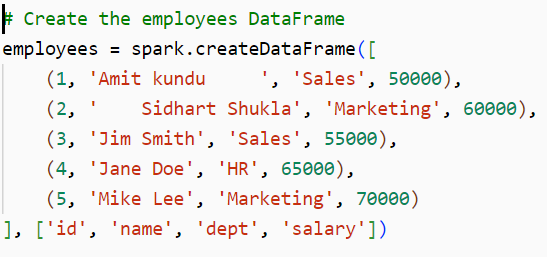 # Create the employees DataFrame
employees = spark.createDataFrame([
    (1, 'Amit kundu     ', 'Sales', 50000),
    (2, '    Sidhart Shukla', 'Marketing', 60000),
    (3, 'Jim Smith', 'Sales', 55000),
    (4, 'Jane Doe', 'HR', 65000),
    (5, 'Mike Lee', 'Marketing', 70000)
], ['id', 'name', 'dept', 'salary'])